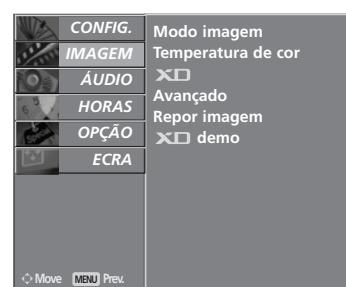 CONFIG.
IMAGEM
ÁUDIO
HORAS
OPÇÃO
ECRA
Modo imagem
Temperatura de cor
XD
Avançado
Repor imagem
XD demo
Move MENU Prev.